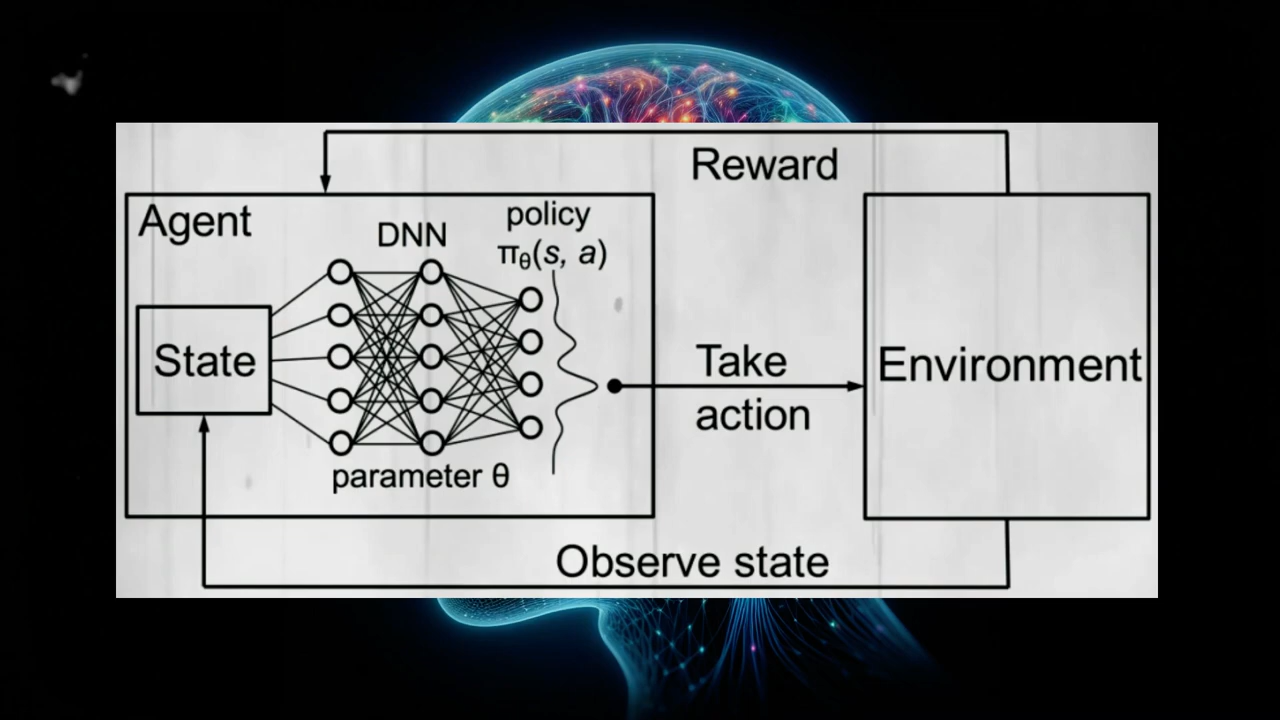 Reward
Agent
DNN
policy
πθ(s, a)
State
parameter θ
Take
action
Environment
Observe state